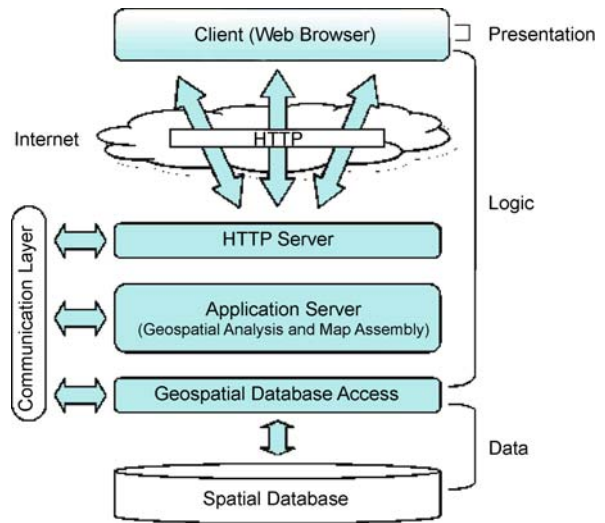 Client (Web Browser)
Presentation
Internet
HTTP
Logic
HTTP Server
Communication Layer
Application Server
(Geospatial Analysis and Map Assembly)
Geospatial Database Access
Data
Spatial Database